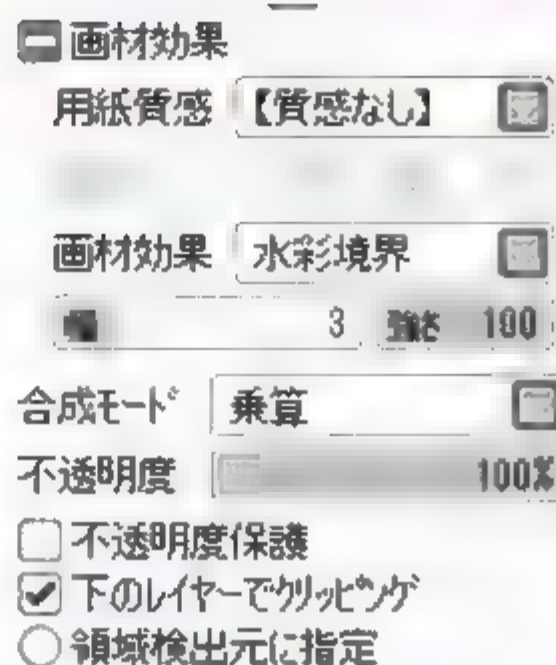 画材効果
用紙質感 【質感なし】
画材効果 水彩境界
幅 3 強さ 100
合成モード 乗算
不透明度 100%
不透明度保護
下のレイヤーでクリッピング
領域検出元に指定